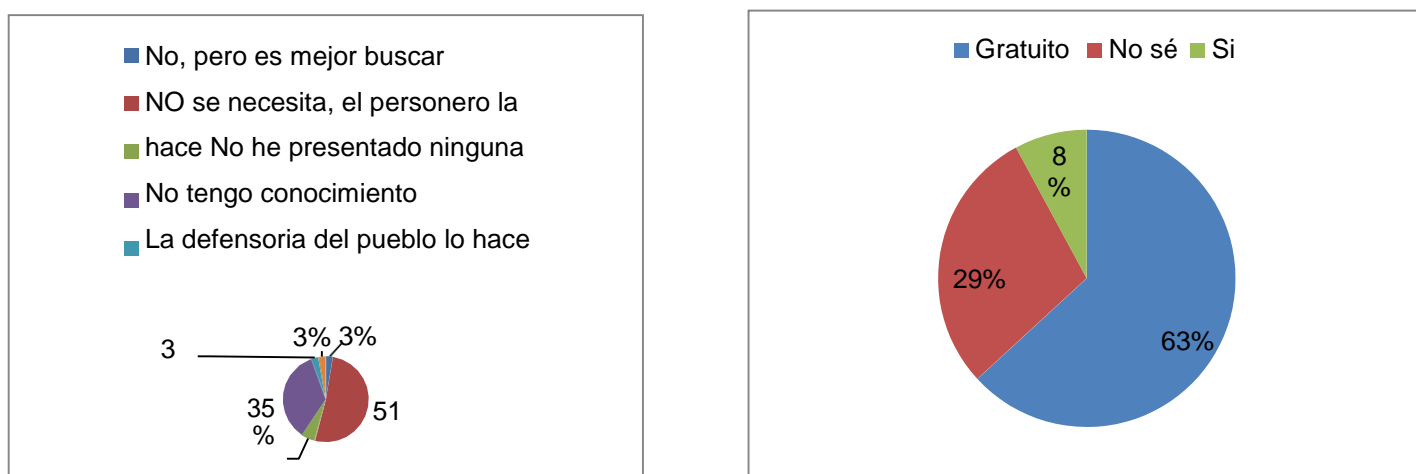 No, pero es mejor buscar
NO se necesita, el personero la
hace No he presentado ninguna
No tengo conocimiento
La defensoria del pueblo lo hace
3
3%
3%
35
%
51
Gratuito No sé Si
8
%
29%
63%